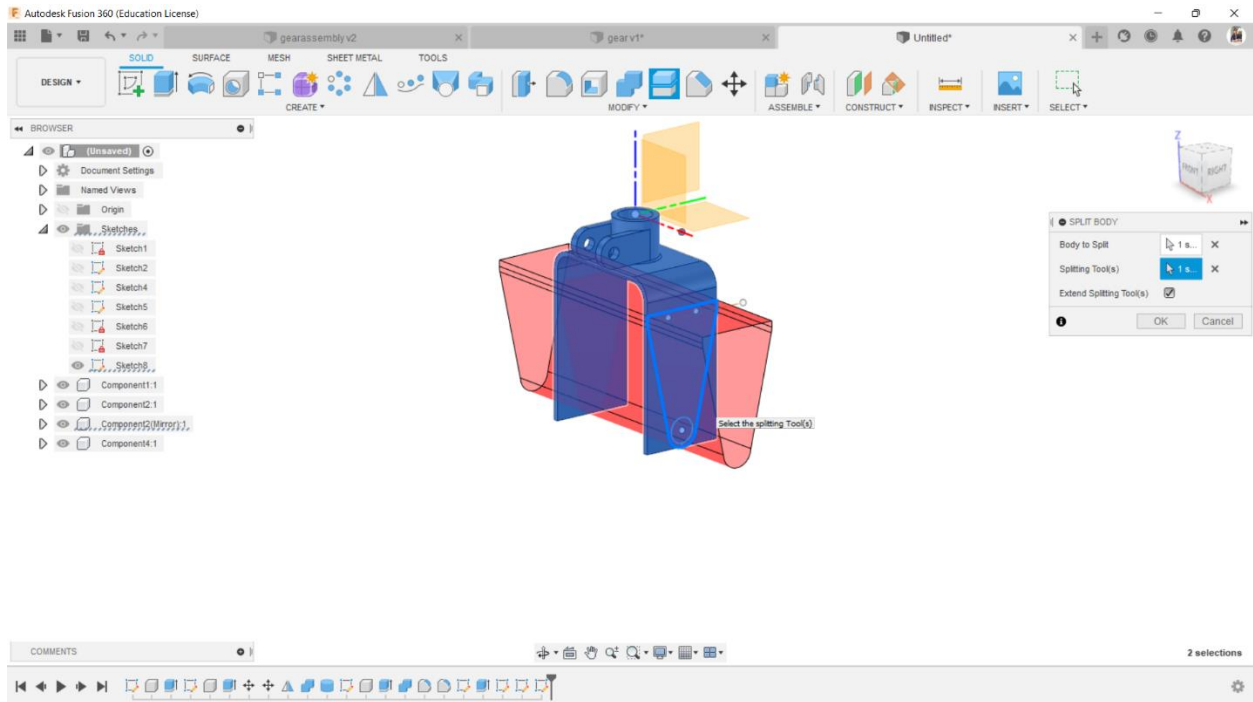 Autodesk Fusion 360 (Education License)
gearassembly v2
gear v1*
Untitled*
SOLID SURFACE MESH SHEET METAL TOOLS
DESIGN
CREATE MODIFY ASSEMBLE CONSTRUCT INSPECT INSERT SELECT
BROWSER
(Unsaved)
Document Settings
Named Views
Origin
Sketches
Sketch1
Sketch2
Sketch4
Sketch5
Sketch6
Sketch7
Sketch8
Component1:1
Component2:1
Component2(Mirror):1
Component4:1
Z
FRONT RIGHT
X
SPLIT BODY
Body to Split 1 s...
Splitting Tool(s) 1 s...
Extend Splitting Tool(s)
OK Cancel
Select the splitting Tool(s)
COMMENTS
2 selections